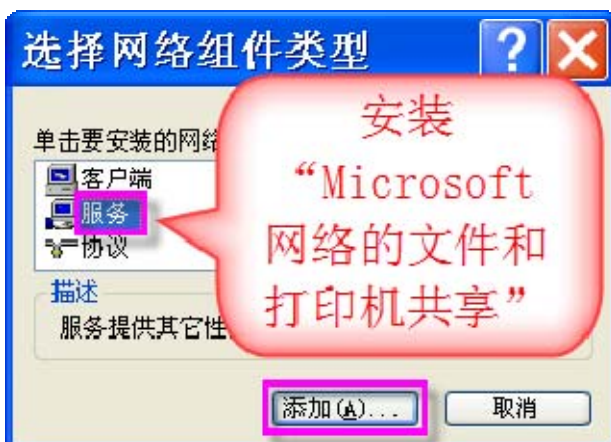 选择网络组件类型
单击要安装的网络
客户端
服务
协议
描述
服务提供其它性
添加(A)...
取消
安装
“Microsoft
网络的文件和
打印机共享”